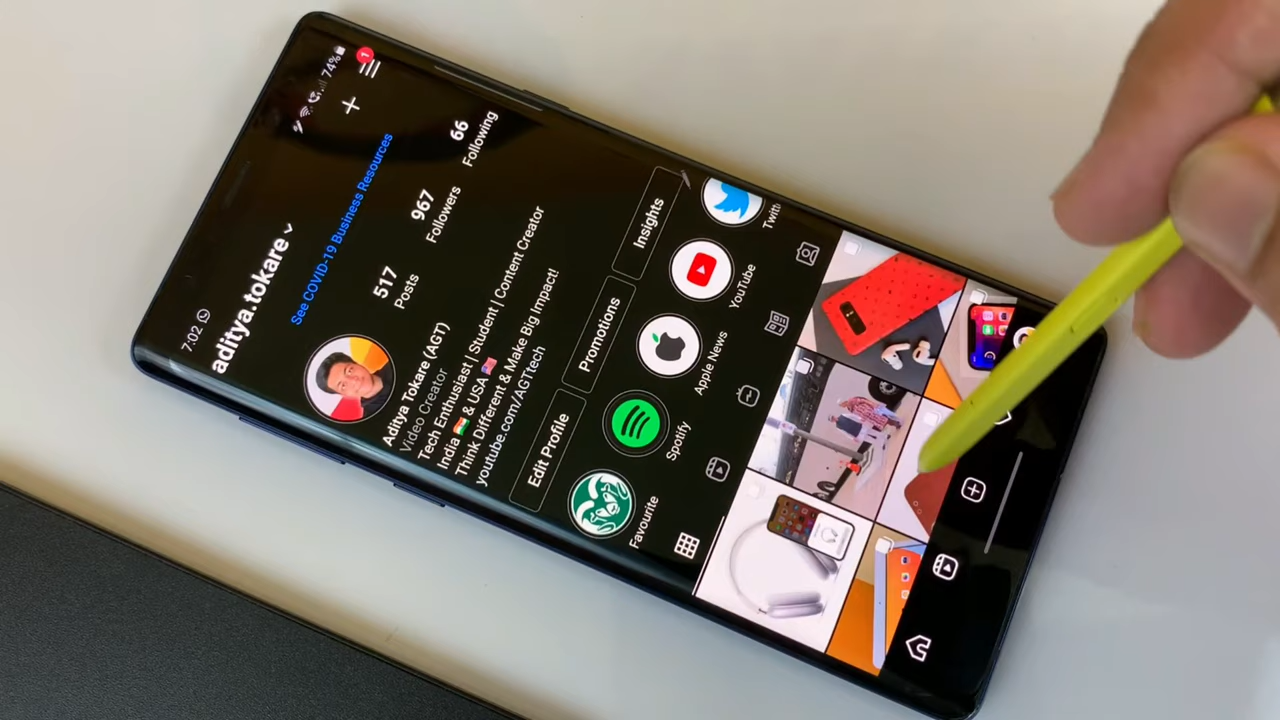 7:02
74%
1
aditya.tokare
See COVID-19 Business Resources
517
Posts
967
Followers
66
Following
Aditya Tokare (AGT)
Video Creator
Tech Enthusiast | Student | Content Creator
India 🇮🇳 & USA 🇺🇸
Think Different & Make Big Impact!
youtube.com/AGTtech
Edit Profile
Promotions
Insights
Favourite
Spotify
Apple News
YouTube
Twitt